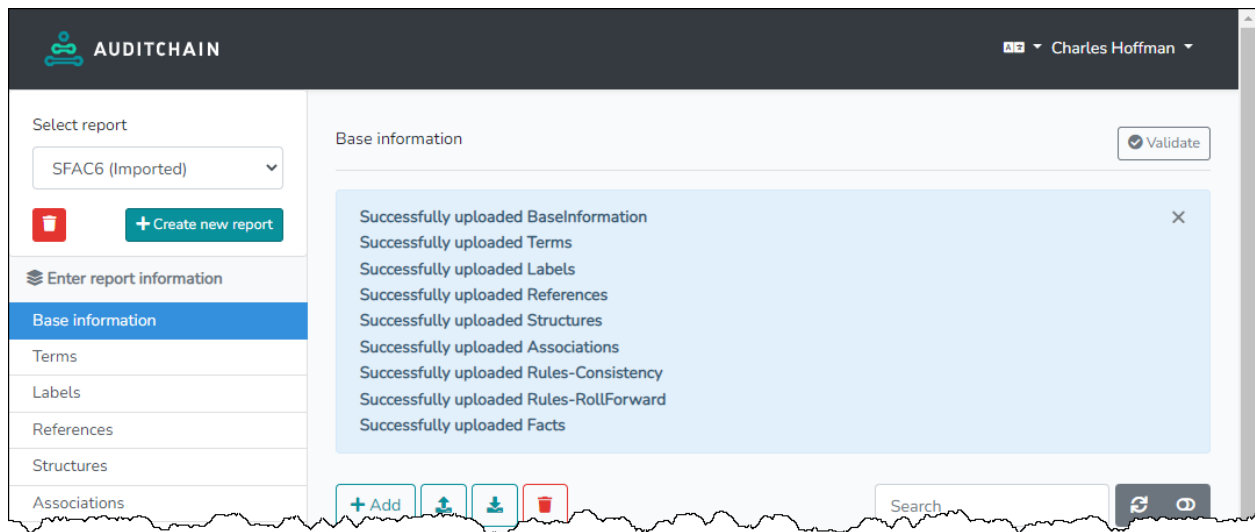 AUDITCHAIN
Charles Hoffman
Select report
SFAC6 (Imported)
Create new report
Enter report information
Base information
Terms
Labels
References
Structures
Associations
Base information
Validate
Successfully uploaded BaseInformation
Successfully uploaded Terms
Successfully uploaded Labels
Successfully uploaded References
Successfully uploaded Structures
Successfully uploaded Associations
Successfully uploaded Rules-Consistency
Successfully uploaded Rules-RollForward
Successfully uploaded Facts
+ Add
Search